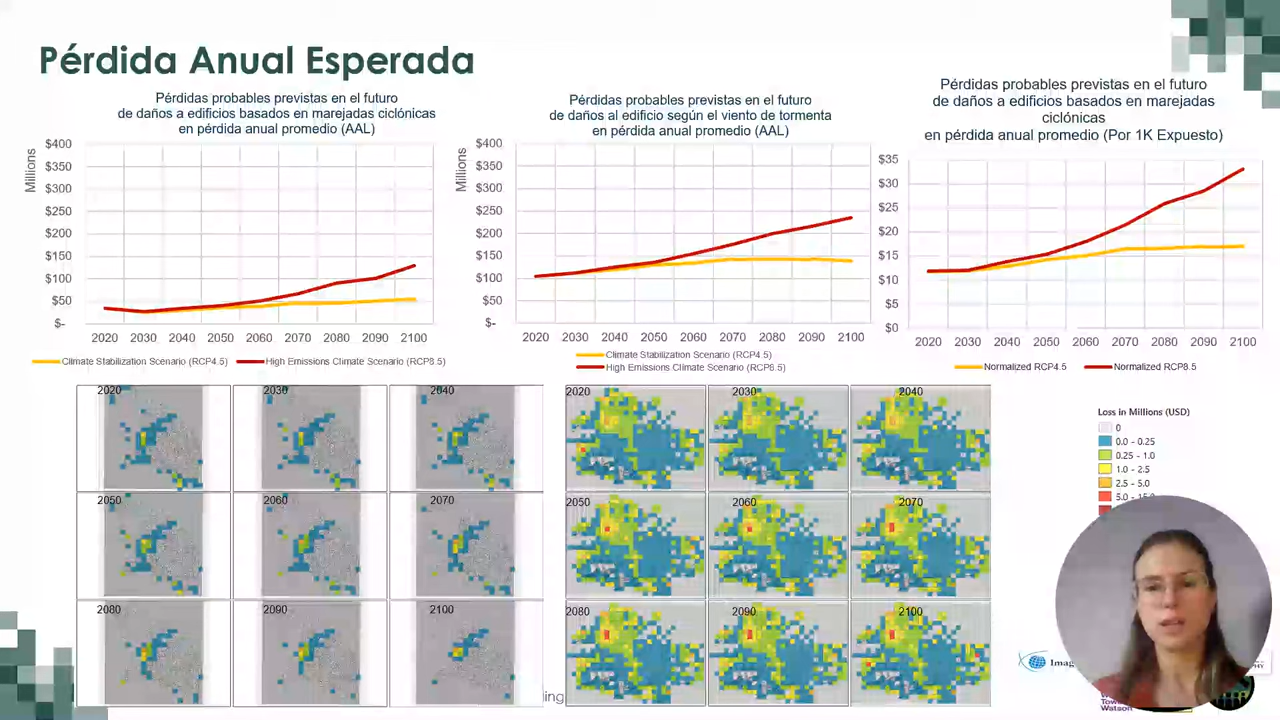 Pérdida Anual Esperada
Pérdidas probables previstas en el futuro
de daños a edificios basados en marejadas ciclónicas
en pérdida anual promedio (AAL)
Millions
$400
$350
$300
$250
$200
$150
$100
$50
$-
2020 2030 2040 2050 2060 2070 2080 2090 2100
Climate Stabilization Scenario (RCP4.5) High Emissions Climate Scenario (RCP8.5)
Pérdidas probables previstas en el futuro
de daños al edificio según el viento de tormenta
en pérdida anual promedio (AAL)
Millions
$400
$350
$300
$250
$200
$150
$100
$50
$-
2020 2030 2040 2050 2060 2070 2080 2090 2100
Climate Stabilization Scenario (RCP4.5)
High Emissions Climate Scenario (RCP8.5)
Pérdidas probables previstas en el futuro
de daños a edificios basados en marejadas
ciclónicas
en pérdida anual promedio (Por 1K Expuesto)
$35
$30
$25
$20
$15
$10
$5
$0
2020 2030 2040 2050 2060 2070 2080 2090 2100
Normalized RCP4.5 Normalized RCP8.5
2020 2030 2040
2050 2060 2070
2080 2090 2100
2020 2030 2040
2050 2060 2070
2080 2090 2100
Loss in Millions (USD)
0
0.0 - 0.25
0.25 - 1.0
1.0 - 2.5
2.5 - 5.0
Watson